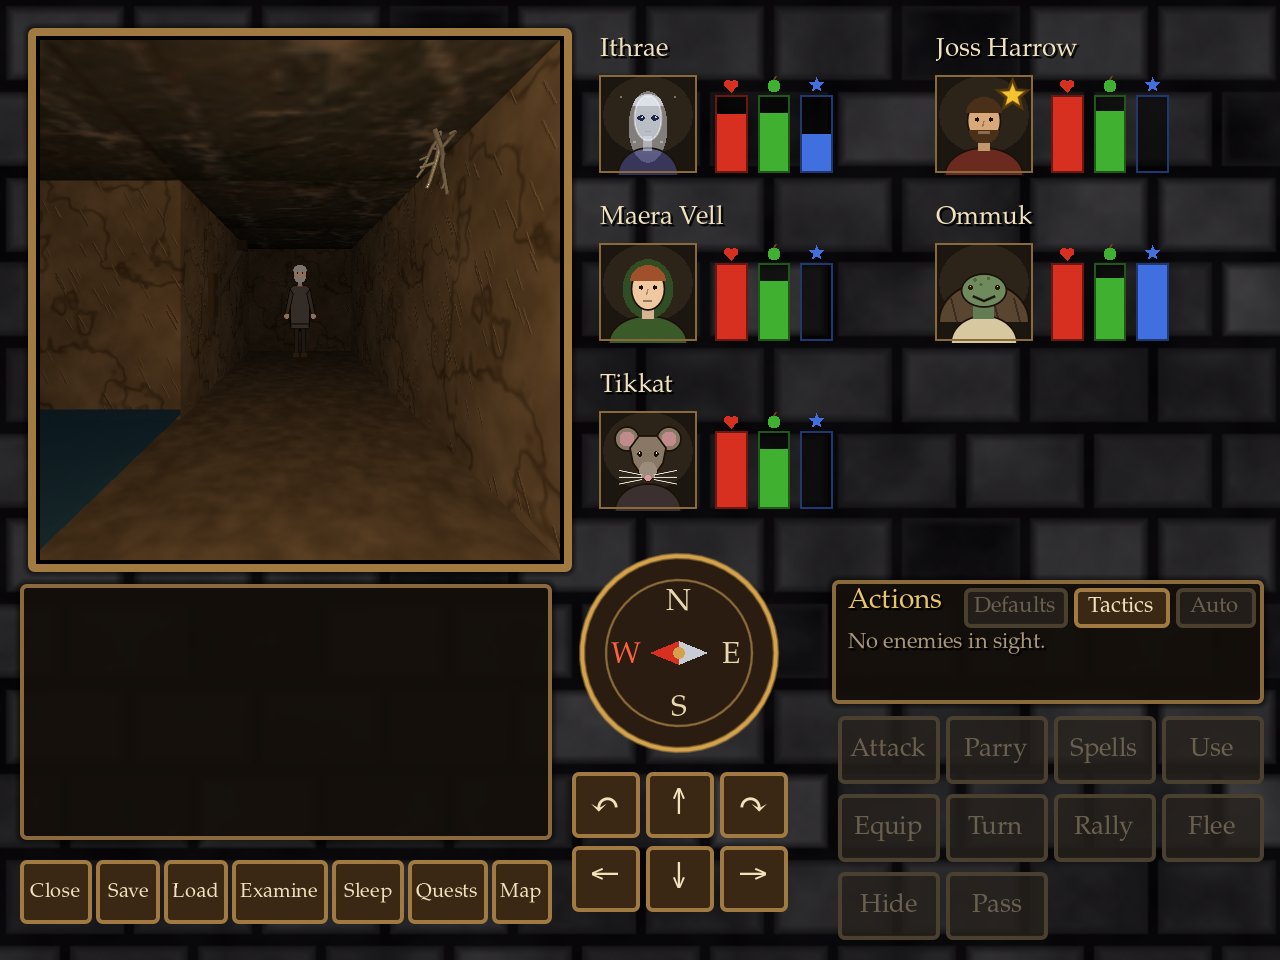 Ithrae
Joss Harrow
Maera Vell
Ommuk
Tikkat
N
W E
S
Actions Defaults Tactics Auto
No enemies in sight.
Attack Parry Spells Use
Equip Turn Rally Flee
Hide Pass
Close Save Load Examine Sleep Quests Map